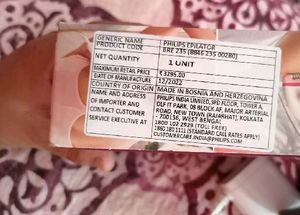 GENERIC NAME PHILIPS EPILATOR
PRODUCT CODE BRE 235 (8846 235 00280)
NET QUANTITY 1 UNIT
MAXIMUM RETAIL PRICE ₹ 3295.00
DATE OF MANUFACTURE 12/2022
COUNTRY OF ORIGIN MADE IN BOSNIA AND HERZEGOVINA
NAME AND ADDRESS PHILIPS INDIA LIMITED, 3RD FLOOR, TOWER A,
OF IMPORTER AND DLF IT PARK, 08 BLOCK AF, MAJOR ARTERIAL
CONTACT CUSTOMER ROAD, NEW TOWN (RAJARHAT), KOLKATA
SERVICE EXECUTIVE AT - 700156, WEST BENGAL
1800 102 2929 (TOLL FREE)
1860 180 1111 (STANDARD CALL RATES APPLY)
CUSTOMERCARE.INDIA@PHILIPS.COM